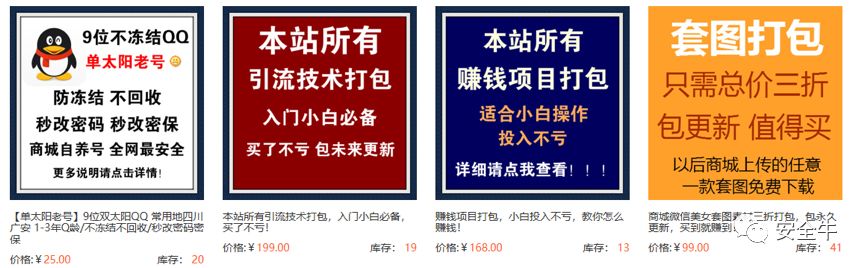 9位不冻结QQ
单太阳老号
防冻结 不回收
秒改密码 秒改密保
商城自养号 全网最安全
更多说明请点击详情!
【单太阳老号】9位双太阳QQ 常用地四川
广安 1-3年Q龄/不冻结不回收/秒改密码密
保
价格: ¥ 25.00 库存: 20
本站所有
引流技术打包
入门小白必备
买了不亏 包未来更新
本站所有引流技术打包,入门小白必备,
买了不亏!
价格: ¥ 199.00 库存: 19
本站所有
赚钱项目打包
适合小白操作
投入不亏
详细请点我查看!!!
赚钱项目打包,小白投入不亏,教你怎么
赚钱!
价格: ¥ 168.00 库存: 13
套图打包
只需总价三折
包更新 值得买
以后商城上传的任意
一款套图免费下载
商城微信美女套图素材三折打包,包永久
更新,买到就赚到
价格: ¥ 99.00 库存: 41
安全牛